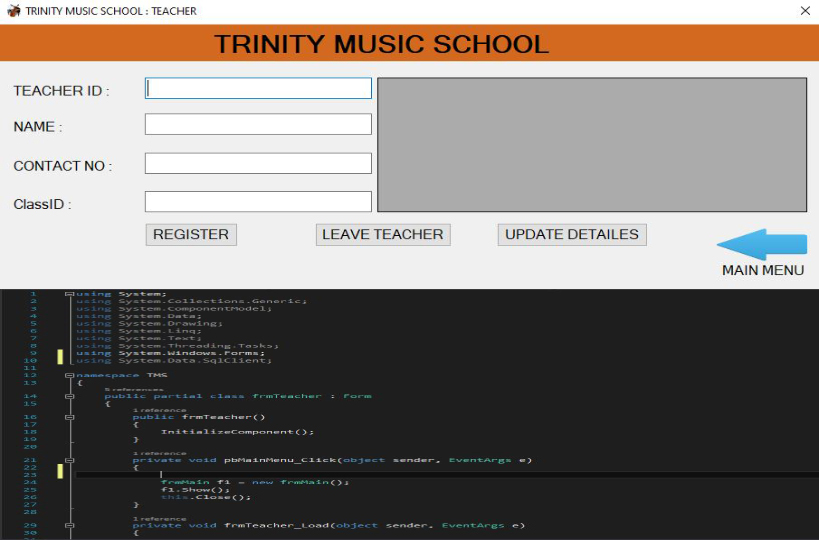 TRINITY MUSIC SCHOOL : TEACHER
TRINITY MUSIC SCHOOL
TEACHER ID :
NAME :
CONTACT NO :
ClassID :
REGISTER
LEAVE TEACHER
UPDATE DETAILES
MAIN MENU
1 using System;
2 using System.Collections.Generic;
3 using System.ComponentModel;
4 using System.Data;
5 using System.Drawing;
6 using System.Linq;
7 using System.Text;
8 using System.Threading.Tasks;
9 using System.Windows.Forms;
10 using System.Data.SqlClient;
11
12 namespace TMS
13 {
5 references
14 public partial class frmTeacher : Form
15 {
1 reference
16 public frmTeacher()
17 {
18 InitializeComponent();
19 }
20
1 reference
21 private void pbMainMenu_Click(object sender, EventArgs e)
22 {
23
24 frmMain f1 = new frmMain();
25 f1.Show();
26 this.Close();
27 }
28
1 reference
29 private void frmTeacher_Load(object sender, EventArgs e)
30 {